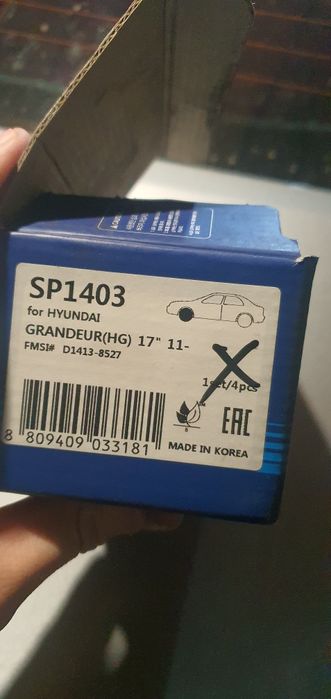 SP1403
for HYUNDAI
GRANDEUR(HG) 17" 11-
FMSI# D1413-8527
1set/4pcs
EAC
8 809409 033181
MADE IN KOREA